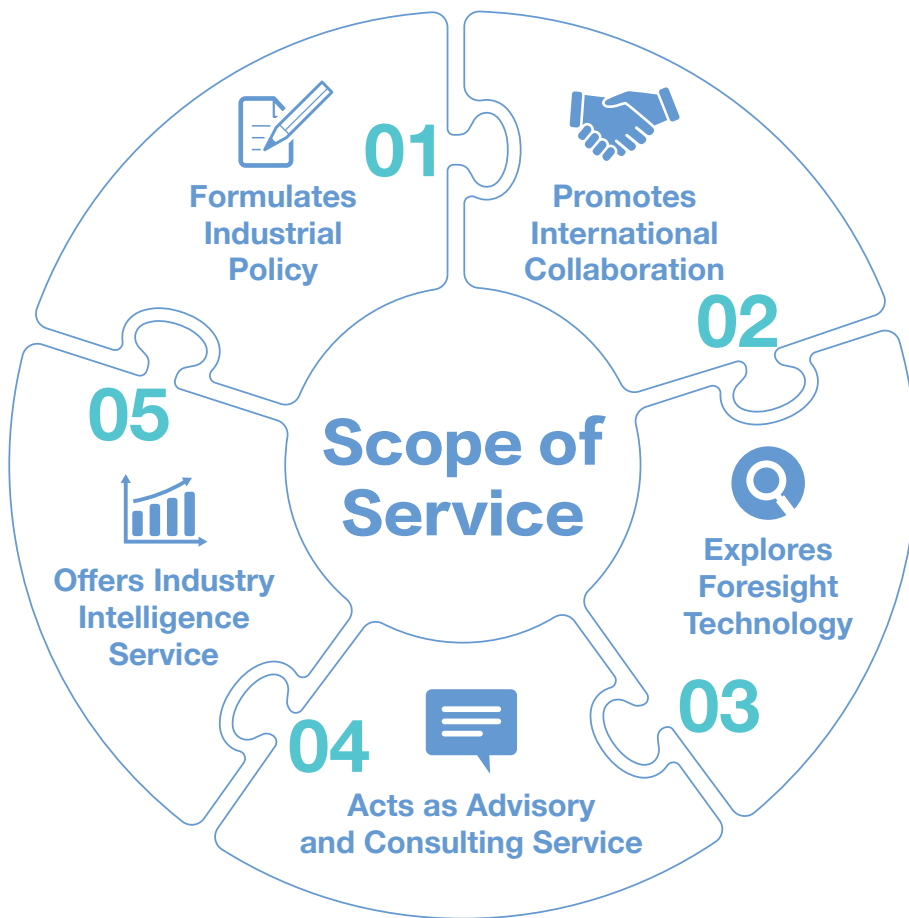 Scope of
Service
01
Formulates
Industrial
Policy
Promotes
International
Collaboration
02
Explores
Foresight
Technology
03
04
Acts as Advisory
and Consulting Service
05
Offers Industry
Intelligence
Service